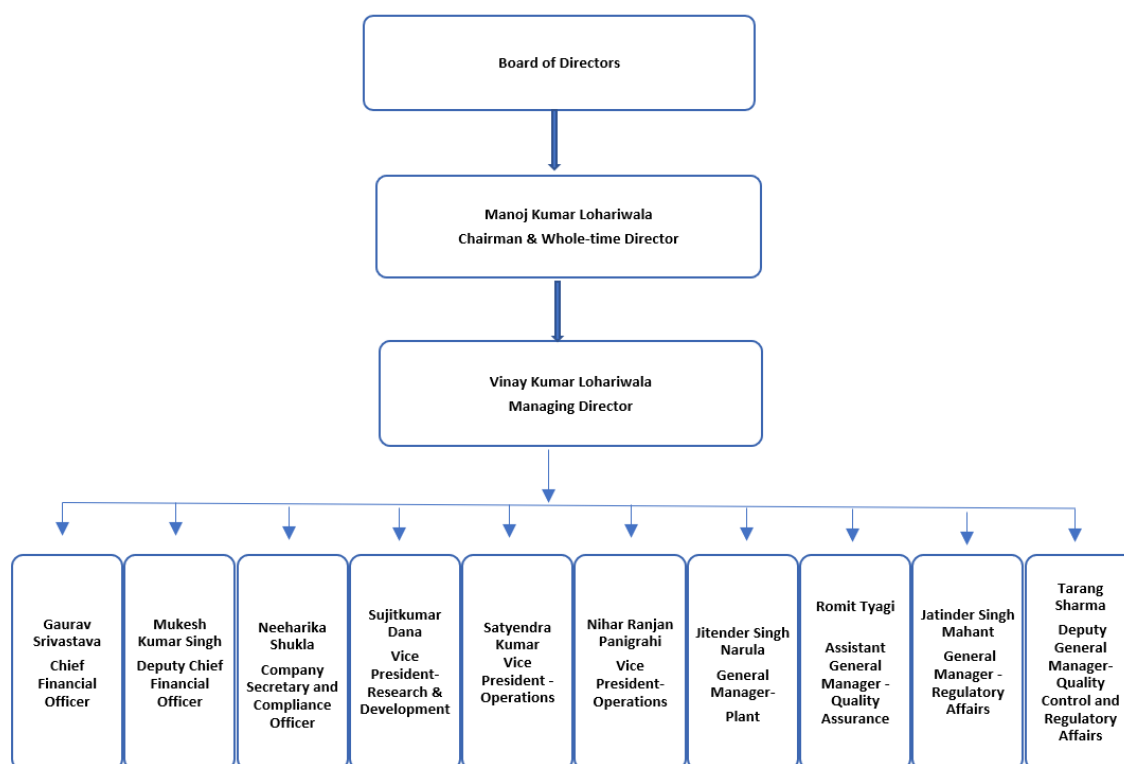 Board of Directors
Manoj Kumar Lohariwala
Chairman & Whole-time Director
Vinay Kumar Lohariwala
Managing Director
Gaurav
Srivastava
Chief
Financial
Officer
Mukesh
Kumar Singh
Deputy Chief
Financial
Officer
Neeharika
Shukla
Company
Secretary and
Compliance
Officer
Sujitkumar
Dana
Vice
President-
Research &
Development
Satyendra
Kumar
Vice
President -
Operations
Nihar Ranjan
Panigrahi
Vice
President-
Operations
Jitender Singh
Narula
General
Manager-
Plant
Romit Tyagi
Assistant
General
Manager -
Quality
Assurance
Jatinder Singh
Mahant
General
Manager -
Regulatory
Affairs
Tarang
Sharma
Deputy
General
Manager-
Quality
Control and
Regulatory
Affairs